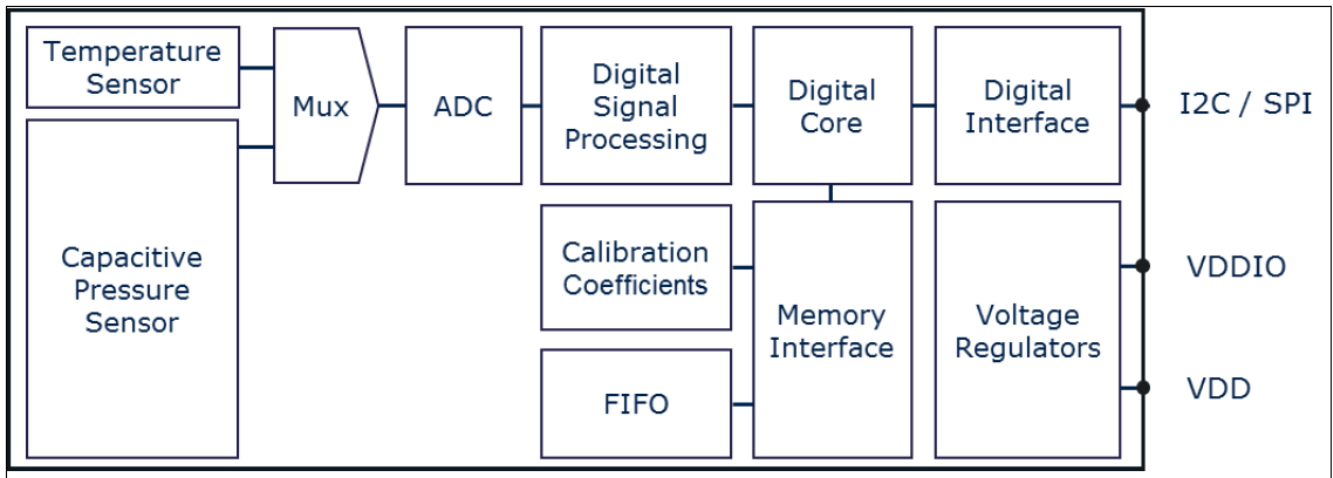 Temperature
Sensor
Mux
ADC
Digital
Signal
Processing
Digital
Core
Digital
Interface
I2C / SPI
Capacitive
Pressure
Sensor
Calibration
Coefficients
FIFO
Memory
Interface
Voltage
Regulators
VDDIO
VDD